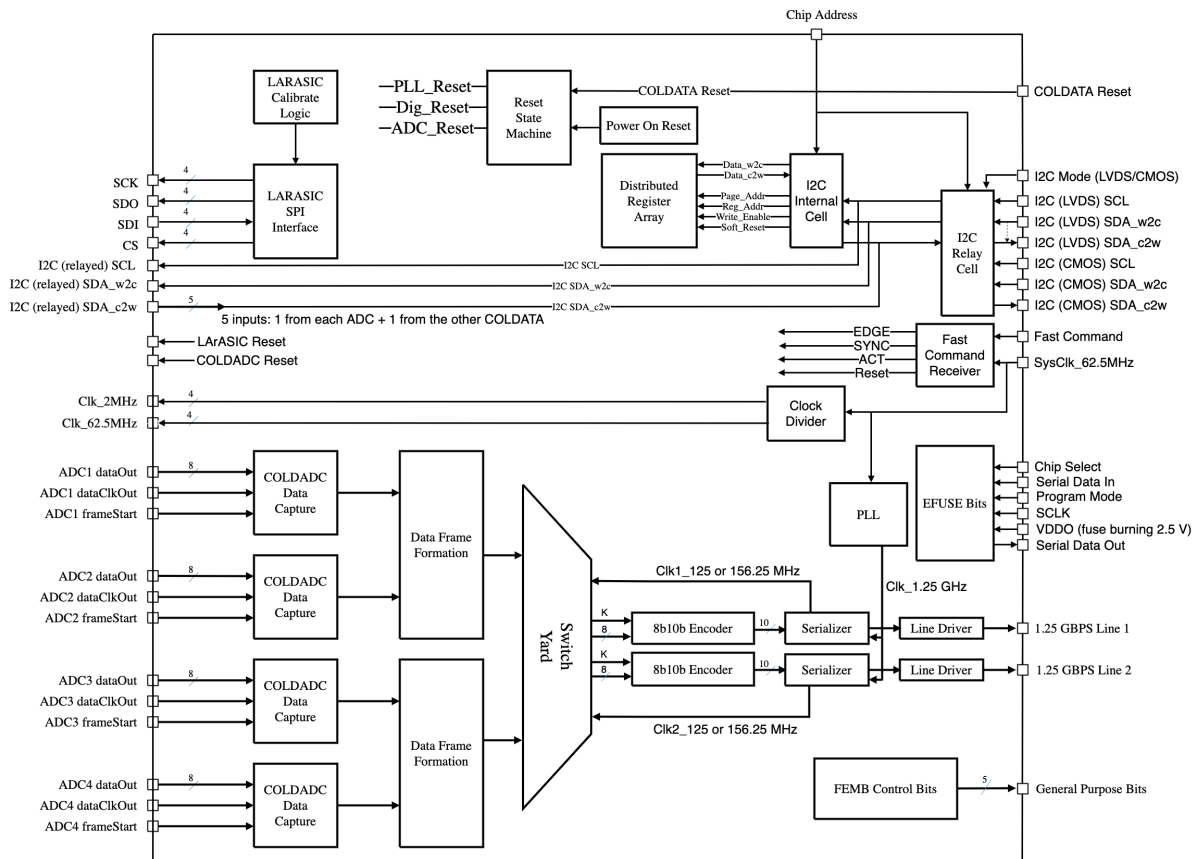 Chip Address
LARASIC
Calibrate
Logic
PLL_Reset
Dig_Reset
ADC_Reset
Reset
State
Machine
COLDATA Reset
COLDATA Reset
Power On Reset
SCK
4
SDO
4
SDI
4
CS
4
LARASIC
SPI
Interface
Distributed
Register
Array
Data_w2c
Data_c2w
Page_Addr
Reg_Addr
Write_Enable
Soft_Reset
I2C
Internal
Cell
I2C
Relay
Cell
I2C Mode (LVDS/CMOS)
I2C (LVDS) SCL
I2C (LVDS) SDA_w2c
I2C (LVDS) SDA_c2w
I2C (CMOS) SCL
I2C (CMOS) SDA_w2c
I2C (CMOS) SDA_c2w
I2C (relayed) SCL
I2C SCL
I2C (relayed) SDA_w2c
I2C SDA_w2c
I2C (relayed) SDA_c2w
5
I2C SDA_c2w
5 inputs: 1 from each ADC + 1 from the other COLDATA
LArASIC Reset
COLDADC Reset
EDGE
SYNC
ACT
Reset
Fast
Command
Receiver
Fast Command
SysClk_62.5MHz
Clk_2MHz
4
Clk_62.5MHz
4
Clock
Divider
ADC1 dataOut
8
ADC1 dataClkOut
ADC1 frameStart
COLDADC
Data
Capture
ADC2 dataOut
8
ADC2 dataClkOut
ADC2 frameStart
COLDADC
Data
Capture
Data Frame
Formation
PLL
EFUSE Bits
Chip Select
Serial Data In
Program Mode
SCLK
VDDO (fuse burning 2.5 V)
Serial Data Out
Clk1_125 or 156.25 MHz
Clk_1.25 GHz
Switch
Yard
K
8
8b10b Encoder
10
Serializer
Line Driver
1.25 GBPS Line 1
K
8
8b10b Encoder
10
Serializer
Line Driver
1.25 GBPS Line 2
Clk2_125 or 156.25 MHz
ADC3 dataOut
8
ADC3 dataClkOut
ADC3 frameStart
COLDADC
Data
Capture
ADC4 dataOut
8
ADC4 dataClkOut
ADC4 frameStart
COLDADC
Data
Capture
Data Frame
Formation
FEMB Control Bits
5
General Purpose Bits